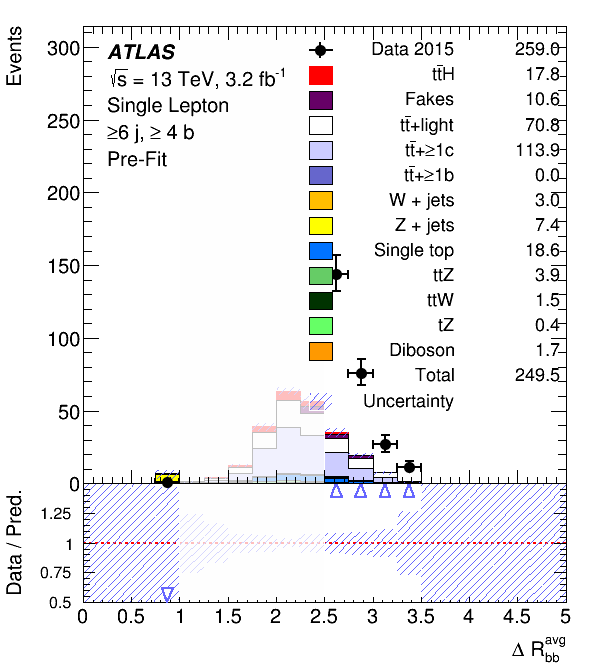 Events
300
250
200
150
100
50
0
ATLAS
√s = 13 TeV, 3.2 fb⁻¹
Single Lepton
≥6 j, ≥ 4 b
Pre-Fit
Data 2015 259.0
tt̄H 17.8
Fakes 10.6
tt̄+light 70.8
tt̄+≥1c 113.9
tt̄+≥1b 0.0
W + jets 3.0
Z + jets 7.4
Single top 18.6
ttZ 3.9
ttW 1.5
tZ 0.4
Diboson 1.7
Total 249.5
Uncertainty
Data / Pred.
1.25
1
0.75
0.5
0 0.5 1 1.5 2 2.5 3 3.5 4 4.5 5
Δ R_bb^avg